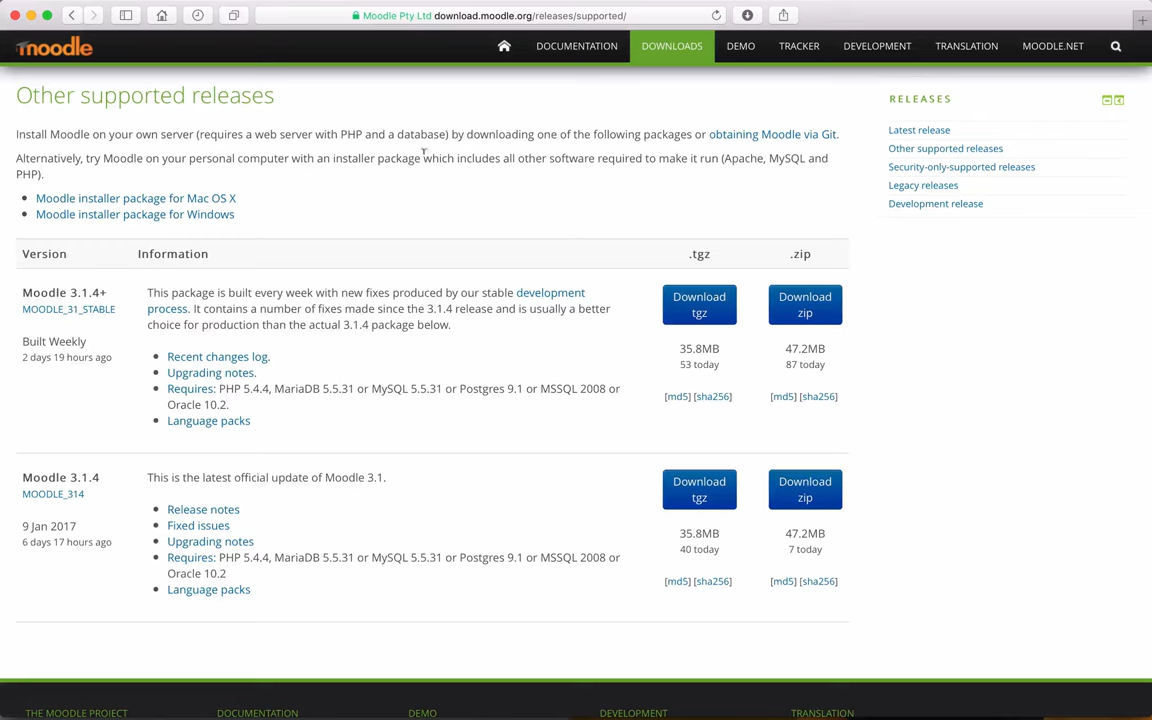 Moodle Pty Ltd download.moodle.org/releases/supported/
moodle
DOCUMENTATION
DOWNLOADS
DEMO
TRACKER
DEVELOPMENT
TRANSLATION
MOODLE.NET
Other supported releases
Install Moodle on your own server (requires a web server with PHP and a database) by downloading one of the following packages or obtaining Moodle via Git.
Alternatively, try Moodle on your personal computer with an installer package which includes all other software required to make it run (Apache, MySQL and
PHP).
Moodle installer package for Mac OS X
Moodle installer package for Windows
RELEASES
Latest release
Other supported releases
Security-only-supported releases
Legacy releases
Development release
Version Information .tgz .zip
Moodle 3.1.4+
MOODLE_31_STABLE
Built Weekly
2 days 19 hours ago
This package is built every week with new fixes produced by our stable development
process. It contains a number of fixes made since the 3.1.4 release and is usually a better
choice for production than the actual 3.1.4 package below.
Recent changes log.
Upgrading notes.
Requires: PHP 5.4.4, MariaDB 5.5.31 or MySQL 5.5.31 or Postgres 9.1 or MSSQL 2008 or
Oracle 10.2.
Language packs
Download
tgz
35.8MB
53 today
[md5] [sha256]
Download
zip
47.2MB
87 today
[md5] [sha256]
Moodle 3.1.4
MOODLE_314
9 Jan 2017
6 days 17 hours ago
This is the latest official update of Moodle 3.1.
Release notes
Fixed issues
Upgrading notes
Requires: PHP 5.4.4, MariaDB 5.5.31 or MySQL 5.5.31 or Postgres 9.1 or MSSQL 2008 or
Oracle 10.2
Language packs
Download
tgz
35.8MB
40 today
[md5] [sha256]
Download
zip
47.2MB
7 today
[md5] [sha256]
THE MOODLE PROJECT
DOCUMENTATION
DEMO
DEVELOPMENT
TRANSLATION